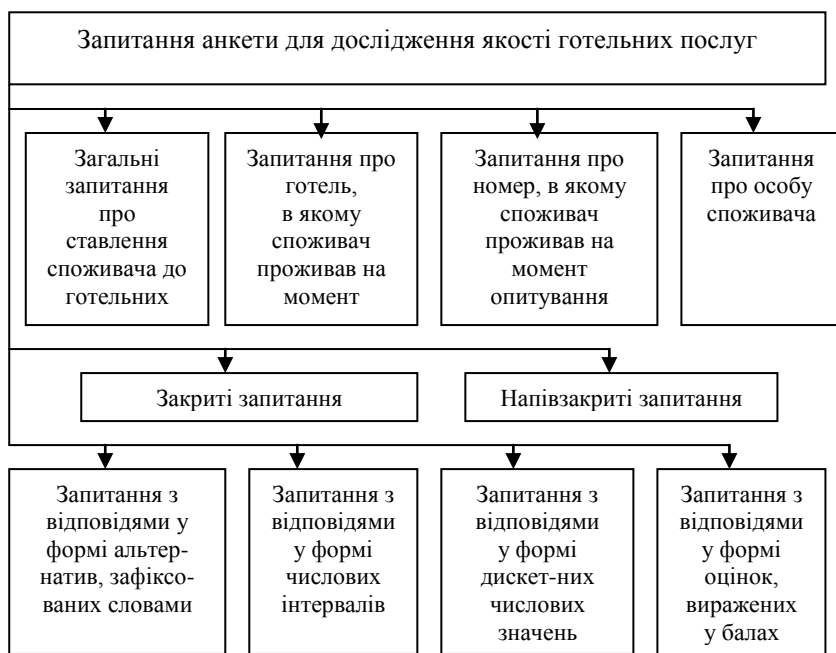 Запитання анкети для дослідження якості готельних послуг
Загальні
запитання
про
ставлення
споживача до
готельних
Запитання про
готель,
в якому
споживач
проживав на
момент
Запитання про
номер, в якому
споживач
проживав на
момент
опитування
Запитання
про особу
споживача
Закриті запитання
Напівзакриті запитання
Запитання з
відповідями у
формі альтер-
натив, зафіксо-
ваних словами
Запитання з
відповідями
у формі
числових
інтервалів
Запитання з
відповідями
у формі
дискет-них
числових
значень
Запитання з
відповідями
у формі
оцінок,
виражених
у балах